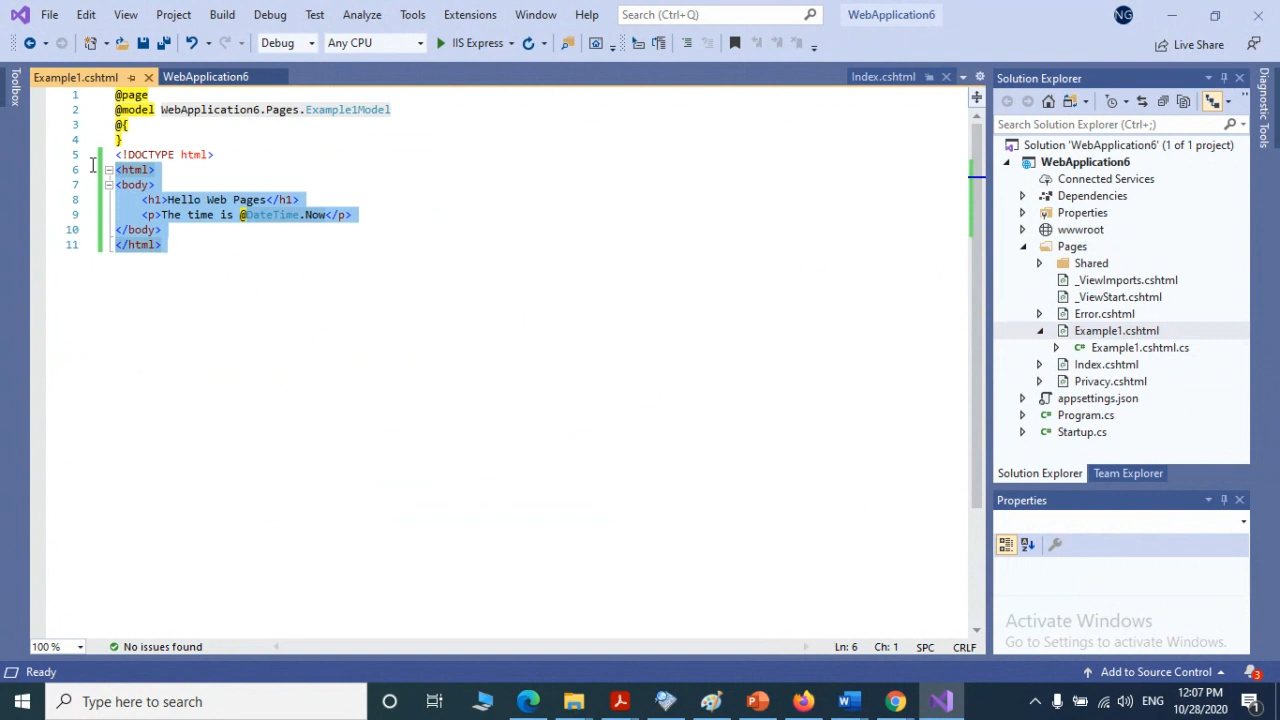 File Edit View Project Build Debug Test Analyze Tools Extensions Window Help Search (Ctrl+Q) WebApplication6 NG
Debug Any CPU IIS Express Live Share
Toolbox
Example1.cshtml WebApplication6 Index.cshtml
1 @page
2 @model WebApplication6.Pages.Example1Model
3 @{
4 }
5 <!DOCTYPE html>
6 <html>
7 <body>
8 <h1>Hello Web Pages</h1>
9 <p>The time is @DateTime.Now</p>
10 </body>
11 </html>
100 % No issues found Ln: 6 Ch: 1 SPC CRLF
Solution Explorer
Search Solution Explorer (Ctrl+;)
Solution 'WebApplication6' (1 of 1 project)
WebApplication6
Connected Services
Dependencies
Properties
wwwroot
Pages
Shared
_ViewImports.cshtml
_ViewStart.cshtml
Error.cshtml
Example1.cshtml
C# Example1.cshtml.cs
Index.cshtml
Privacy.cshtml
appsettings.json
C# Program.cs
C# Startup.cs
Solution Explorer Team Explorer
Properties
Activate Windows
Go to Settings to activate Windows.
Diagnostic Tools
Ready Add to Source Control 3
Type here to search ENG 12:07 PM
10/28/2020 1